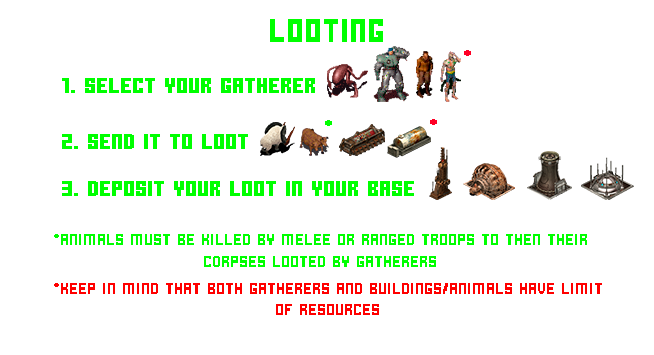 LOOTING
1. SELECT YOUR GATHERER *
2. SEND IT TO LOOT * *
3. DEPOSIT YOUR LOOT IN YOUR BASE
*ANIMALS MUST BE KILLED BY MELEE OR RANGED TROOPS TO THEN THEIR
CORPSES LOOTED BY GATHERERS
*KEEP IN MIND THAT BOTH GATHERERS AND BUILDINGS/ANIMALS HAVE LIMIT
OF RESOURCES